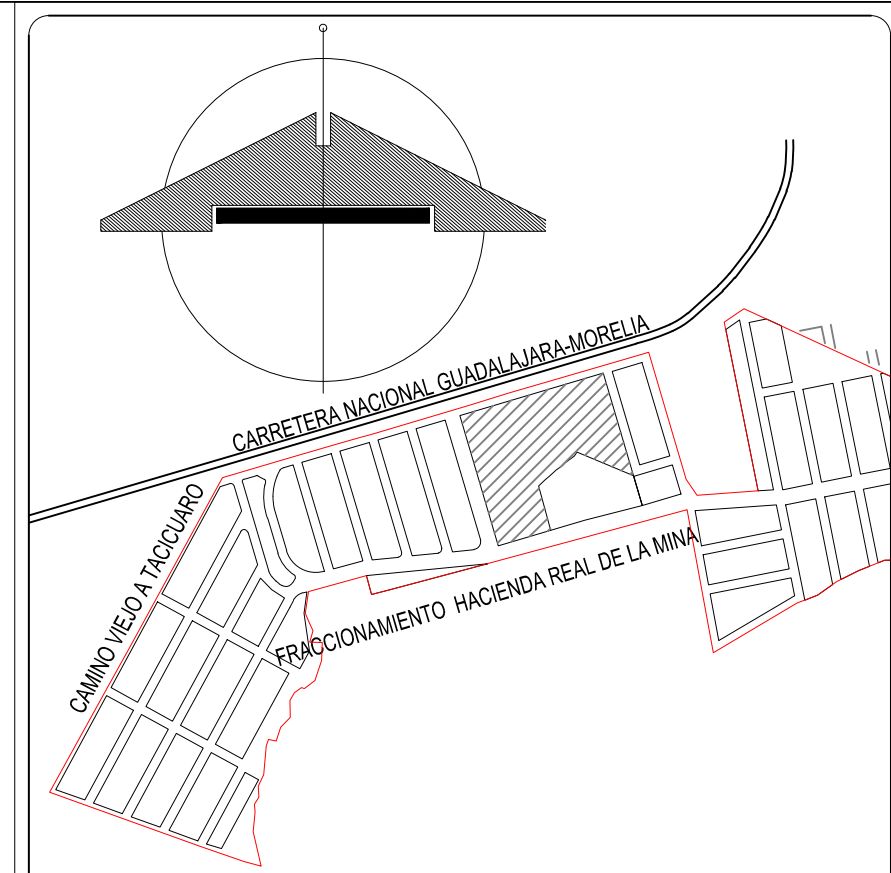 CARRETERA NACIONAL GUADALAJARA-MORELIA
CAMINO VIEJO A TACICUARO
FRACCIONAMIENTO HACIENDA REAL DE LA MINA